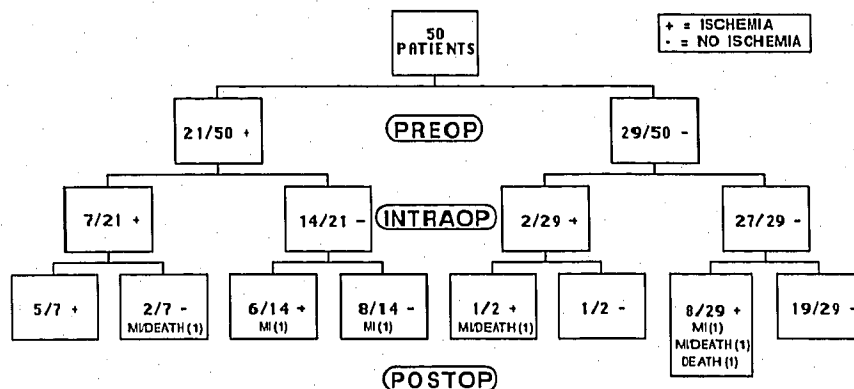 50
PATIENTS
+ = ISCHEMIA
- = NO ISCHEMIA
21/50 +
PREOP
29/50 -
7/21 +
14/21 -
INTRAOP
2/29 +
27/29 -
5/7 +
2/7 -
MI/DEATH (1)
6/14 +
MI (1)
8/14 -
MI (1)
1/2 +
MI/DEATH (1)
1/2 -
8/29 +
MI (1)
MI/DEATH (1)
DEATH (1)
19/29 -
POSTOP